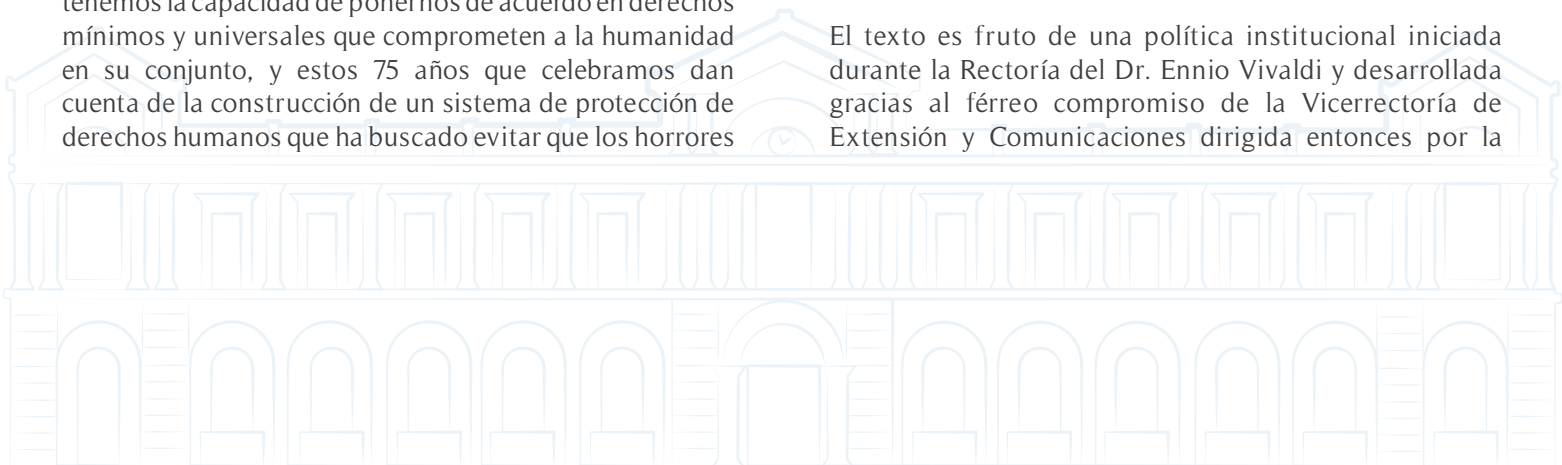 tenemos la capacidad de ponernos de acuerdo en derechos
mínimos y universales que comprometen a la humanidad
en su conjunto, y estos 75 años que celebramos dan
cuenta de la construcción de un sistema de protección de
derechos humanos que ha buscado evitar que los horrores
El texto es fruto de una política institucional iniciada
durante la Rectoría del Dr. Ennio Vivaldi y desarrollada
gracias al férreo compromiso de la Vicerrectoría de
Extensión y Comunicaciones dirigida entonces por la